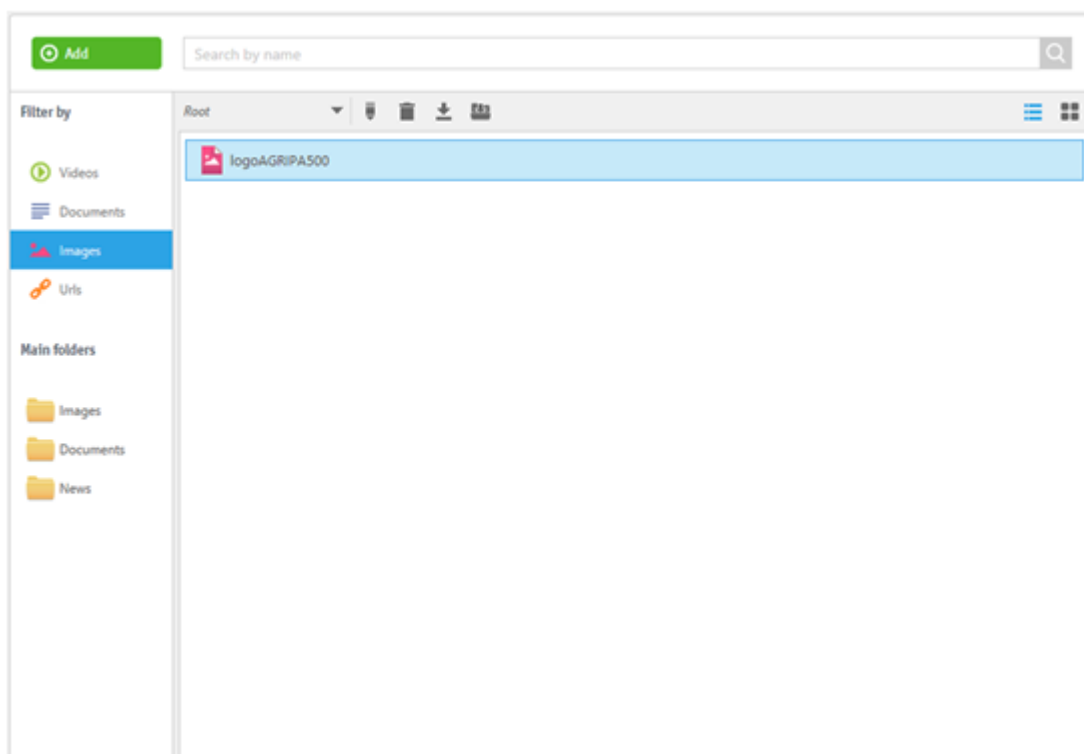 Add
Search by name
Filter by
Root
Videos
Documents
Images
Urls
Main folders
Images
Documents
News
logoAGRIPA500